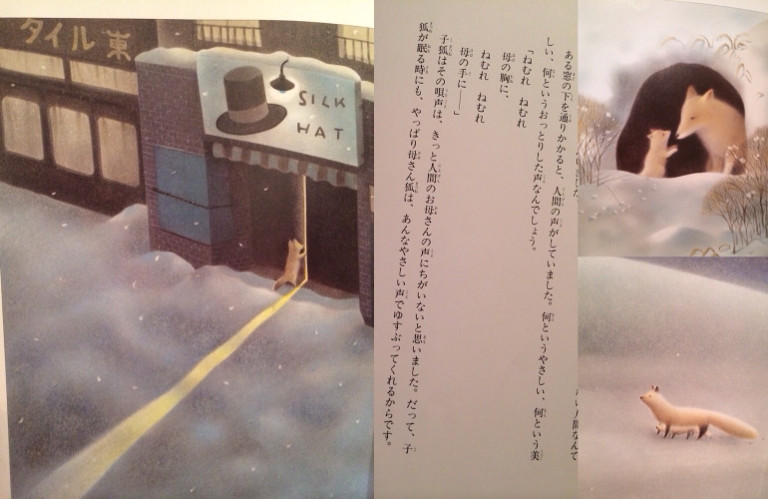 タイル 東
SILK
HAT
ある窓の下を通りかかると、人間の声がしていました。何というやさしい、何という美
しい、何というおっとりした声なんでしょう。
「ねむれ　ねむれ
母の胸に、
ねむれ　ねむれ
母の手に――」
子狐はその唄声は、きっと人間のお母さんの声にちがいないと思いました。だって、子
狐が眠る時にも、やっぱり母さん狐は、あんなやさしい声でゆすぶってくれるからです。